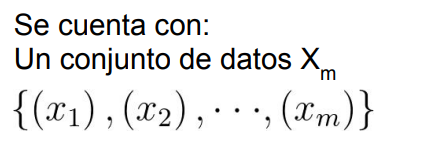 Se cuenta con:
Un conjunto de datos Xₘ
{(x₁), (x₂), ···, (xₘ)}